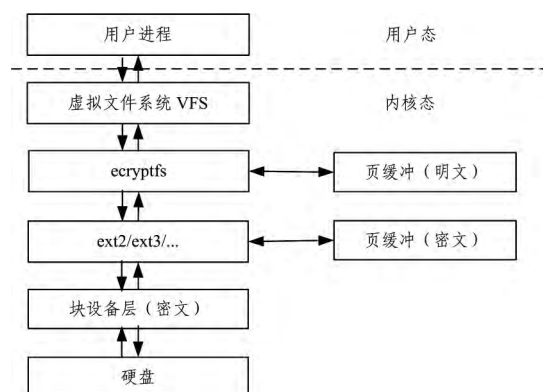 用户进程
用户态
虚拟文件系统 VFS
内核态
ecryptfs
页缓冲（明文）
ext2/ext3/...
页缓冲（密文）
块设备层（密文）
硬盘